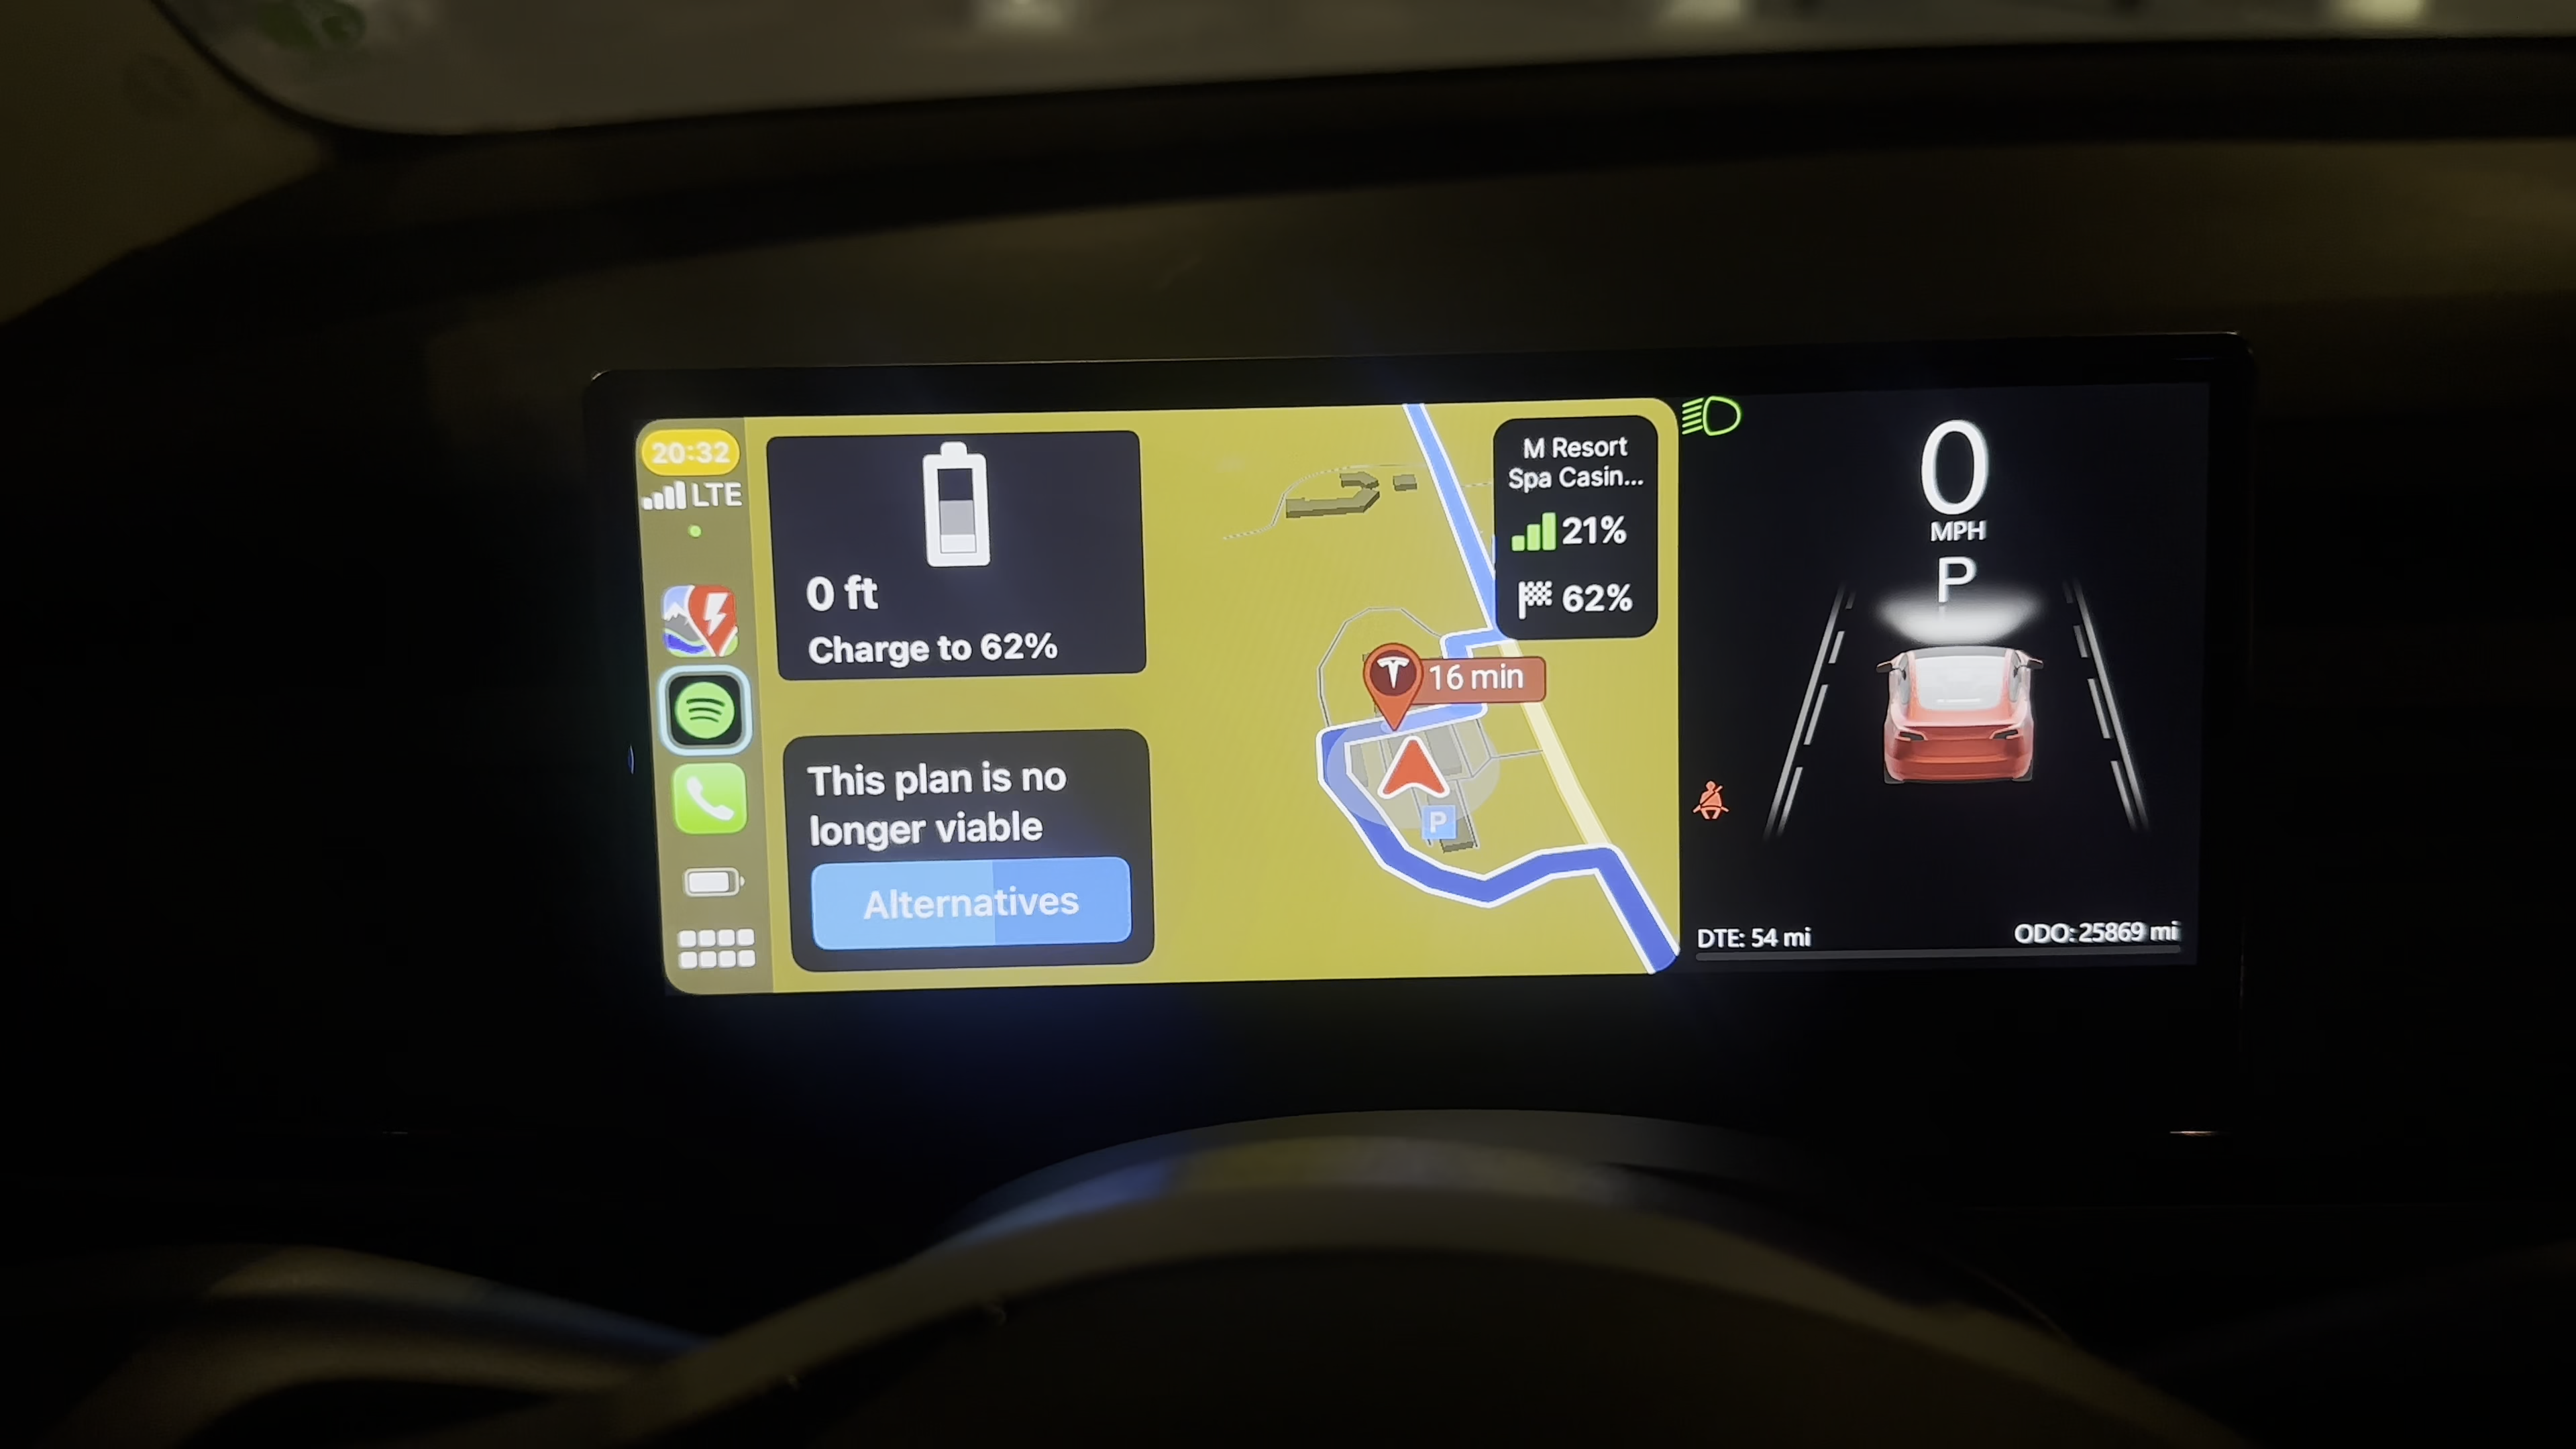 20:32
LTE
0 ft
Charge to 62%
This plan is no
longer viable
Alternatives
16 min
P
M Resort
Spa Casin...
21%
62%
0
MPH
P
DTE: 54 mi
ODO: 25869 mi